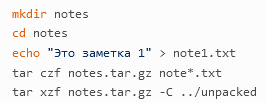 mkdir notes
cd notes
echo "Это заметка 1" > note1.txt
tar czf notes.tar.gz note*.txt
tar xzf notes.tar.gz -C ../unpacked